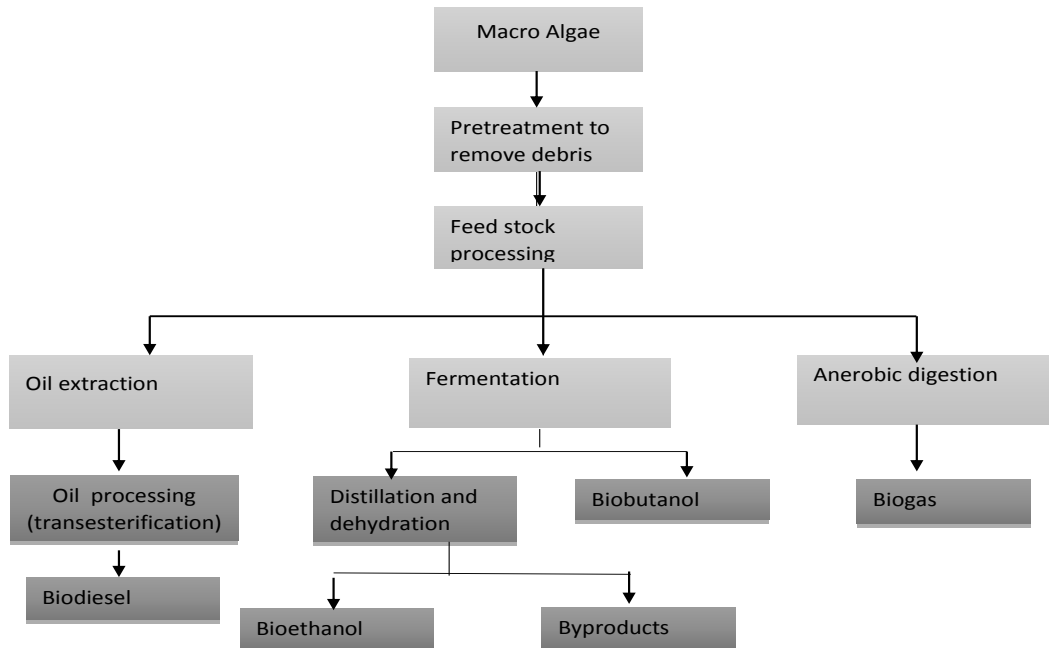 Macro Algae
Pretreatment to
remove debris
Feed stock
processing
Oil extraction
Fermentation
Anerobic digestion
Oil processing
(transesterification)
Distillation and
dehydration
Biobutanol
Biogas
Biodiesel
Bioethanol
Byproducts